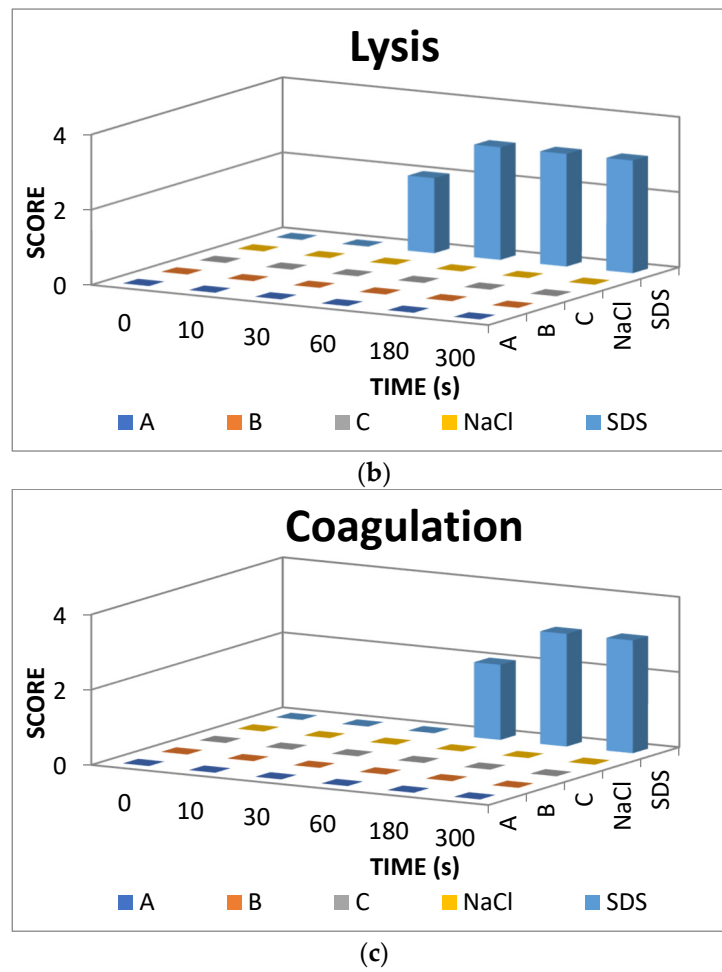 Lysis
4
2
0
SCORE
0 10 30 60 180 300
A B C NaCl SDS
TIME (s)
A B C NaCl SDS
(b)
Coagulation
4
2
0
SCORE
0 10 30 60 180 300
A B C NaCl SDS
TIME (s)
A B C NaCl SDS
(c)